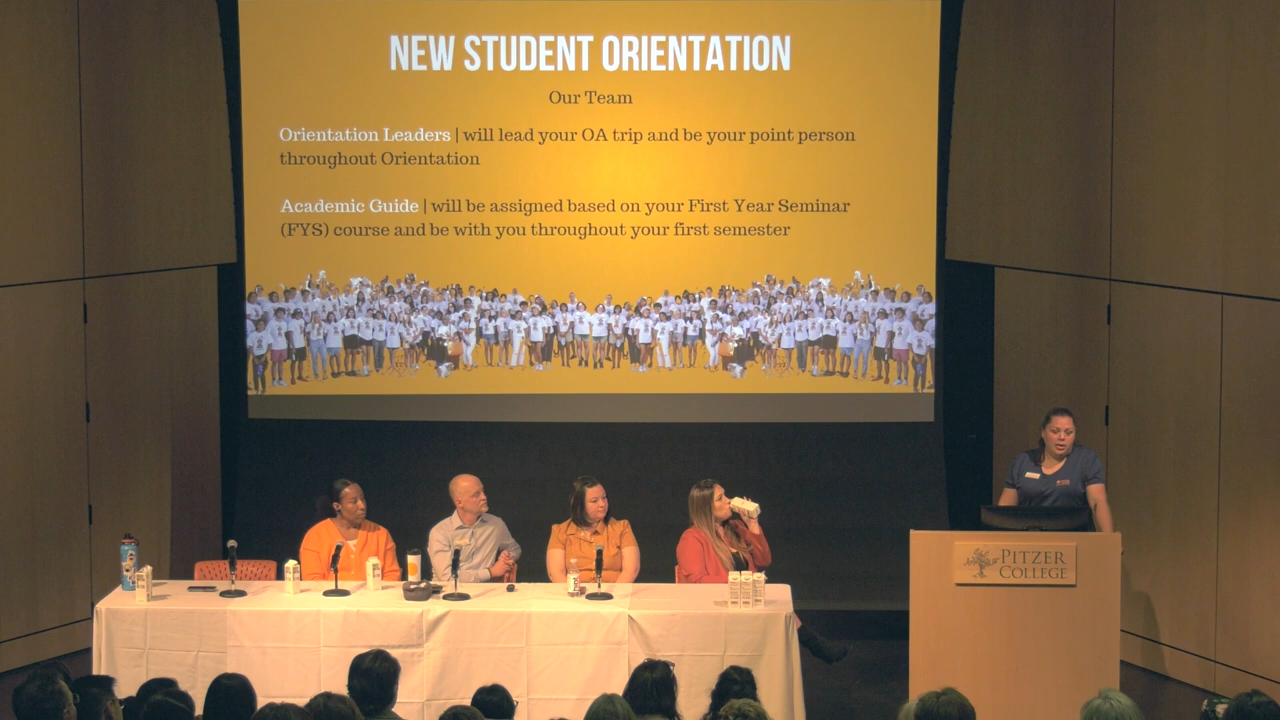 NEW STUDENT ORIENTATION
Our Team
Orientation Leaders | will lead your OA trip and be your point person
throughout Orientation
Academic Guide | will be assigned based on your First Year Seminar
(FYS) course and be with you throughout your first semester
PITZER
COLLEGE